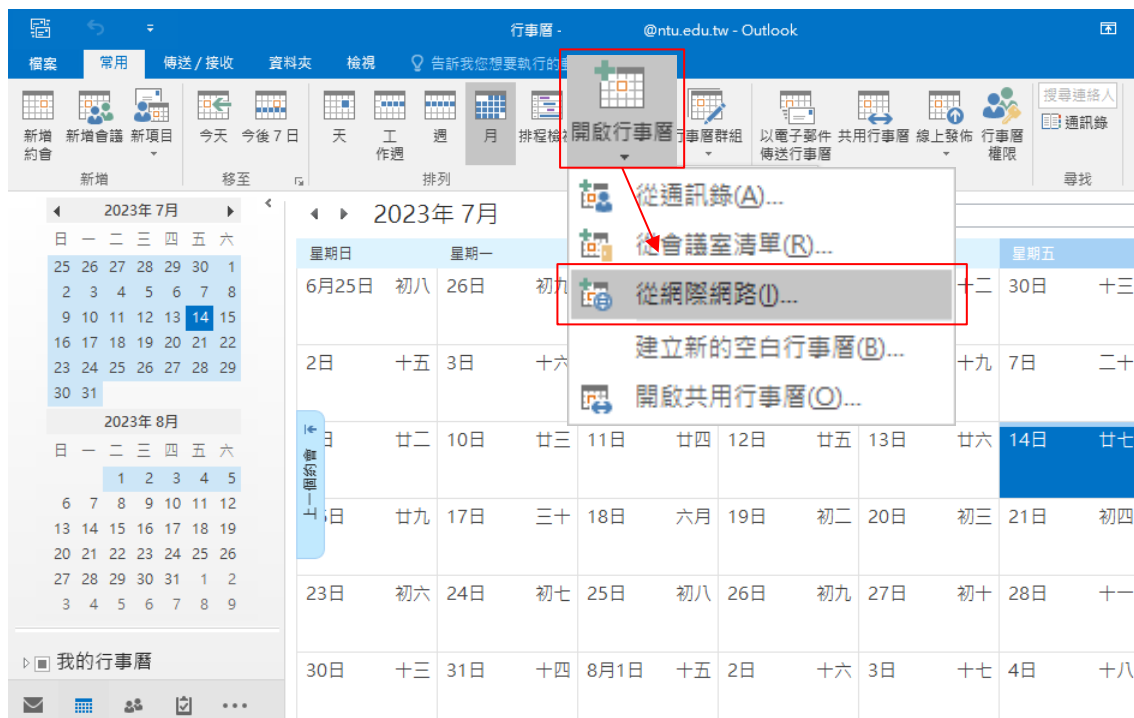 行事曆 - @ntu.edu.tw - Outlook
檔案 常用 傳送 / 接收 資料夾 檢視 告訴我您想要執行的
新增約會 新增會議 新項目 今天 今後 7 日 天 工作週 週 月 排程檢視 開啟行事曆 行事曆群組 以電子郵件傳送行事曆 共用行事曆 線上發佈 行事曆權限 搜尋連絡人
通訊錄
新增 移至 排列 尋找
從通訊錄(A)...
從會議室清單(R)...
從網際網路(I)...
建立新的空白行事曆(B)...
開啟共用行事曆(O)...
2023年 7月
日 一 二 三 四 五 六
25 26 27 28 29 30 1
2 3 4 5 6 7 8
9 10 11 12 13 14 15
16 17 18 19 20 21 22
23 24 25 26 27 28 29
30 31
2023年 8月
日 一 二 三 四 五 六
1 2 3 4 5
6 7 8 9 10 11 12
13 14 15 16 17 18 19
20 21 22 23 24 25 26
27 28 29 30 31 1 2
3 4 5 6 7 8 9
我的行事曆
上一個約會
2023年 7月
星期日 星期一 星期五
6月25日 初八 26日 初九 十二 30日 十三
2日 十五 3日 十六 十九 7日 二十
日 廿二 10日 廿三 11日 廿四 12日 廿五 13日 廿六 14日 廿七
日 廿九 17日 三十 18日 六月 19日 初二 20日 初三 21日 初四
23日 初六 24日 初七 25日 初八 26日 初九 27日 初十 28日 十一
30日 十三 31日 十四 8月1日 十五 2日 十六 3日 十七 4日 十八